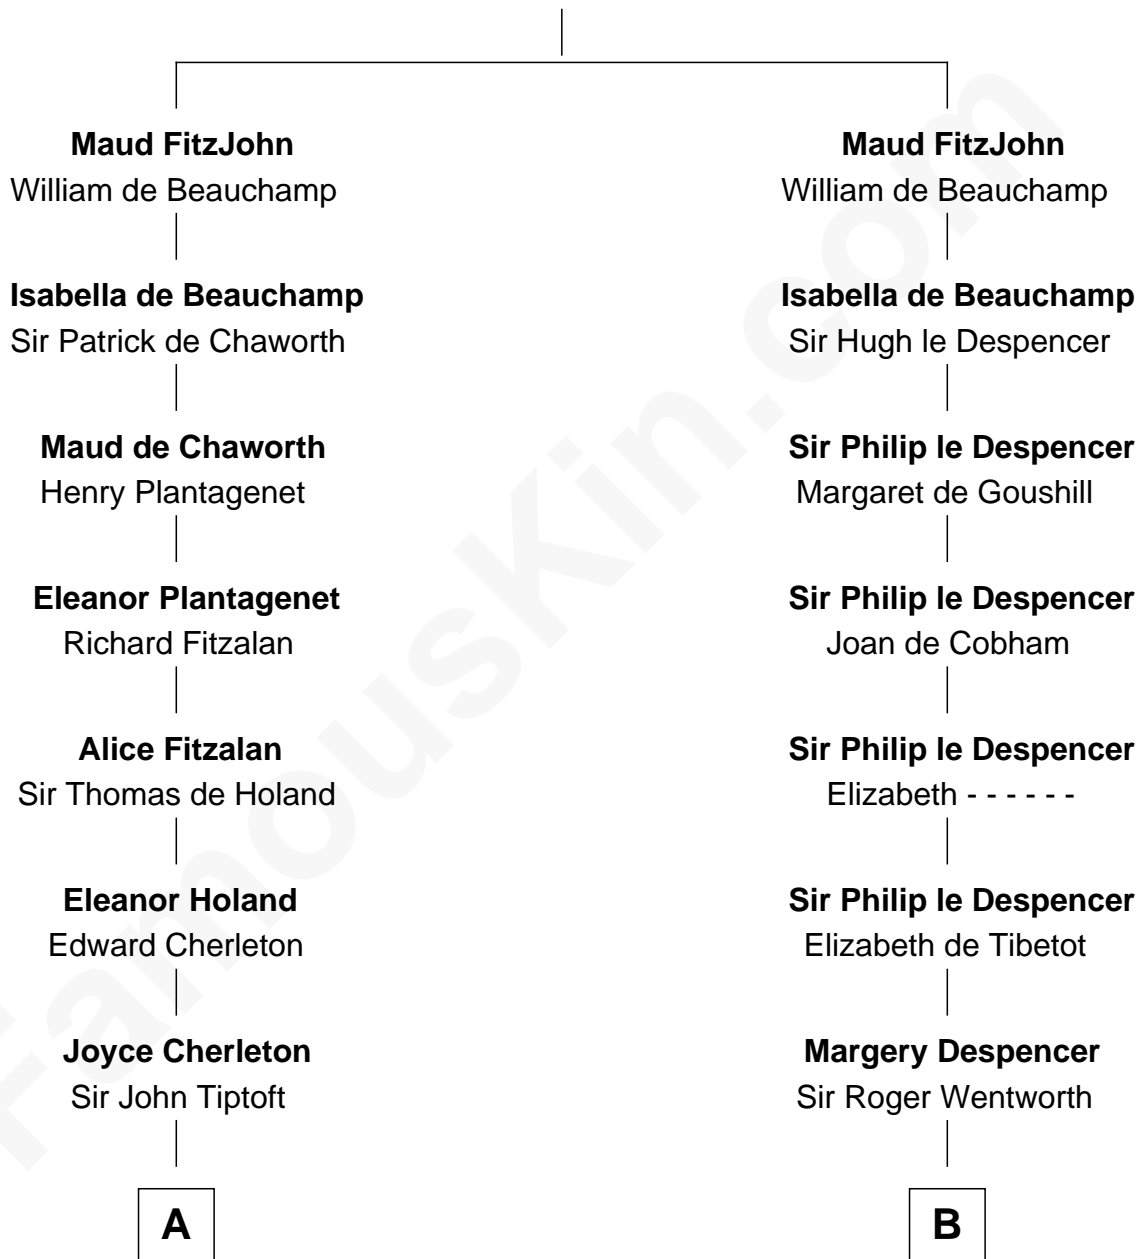 Maud FitzJohn
William de Beauchamp
Isabella de Beauchamp
Sir Patrick de Chaworth
Maud de Chaworth
Henry Plantagenet
Eleanor Plantagenet
Richard Fitzalan
Alice Fitzalan
Sir Thomas de Holand
Eleanor Holand
Edward Cherleton
Joyce Cherleton
Sir John Tiptoft
A
Maud FitzJohn
William de Beauchamp
Isabella de Beauchamp
Sir Hugh le Despencer
Sir Philip le Despencer
Margaret de Goushill
Sir Philip le Despencer
Joan de Cobham
Sir Philip le Despencer
Elizabeth - - - - - -
Sir Philip le Despencer
Elizabeth de Tibetot
Margery Despencer
Sir Roger Wentworth
B
FamousKin.com